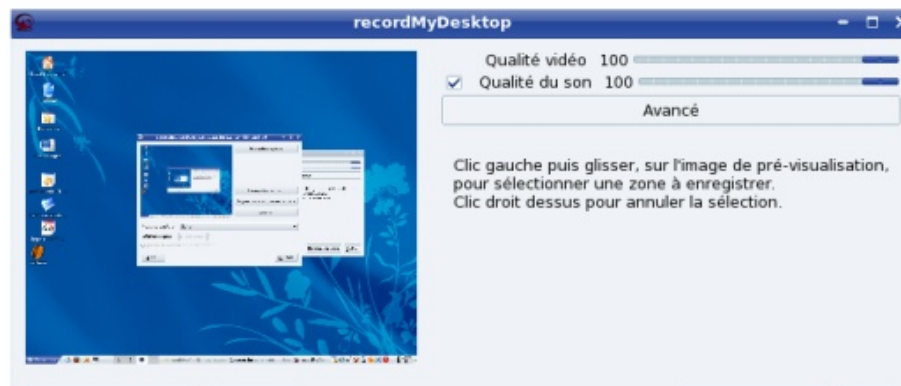 recordMyDesktop
Qualité vidéo 100
Qualité du son 100
Avancé
Clic gauche puis glisser, sur l'image de pré-visualisation,
pour sélectionner une zone à enregistrer.
Clic droit dessus pour annuler la sélection.